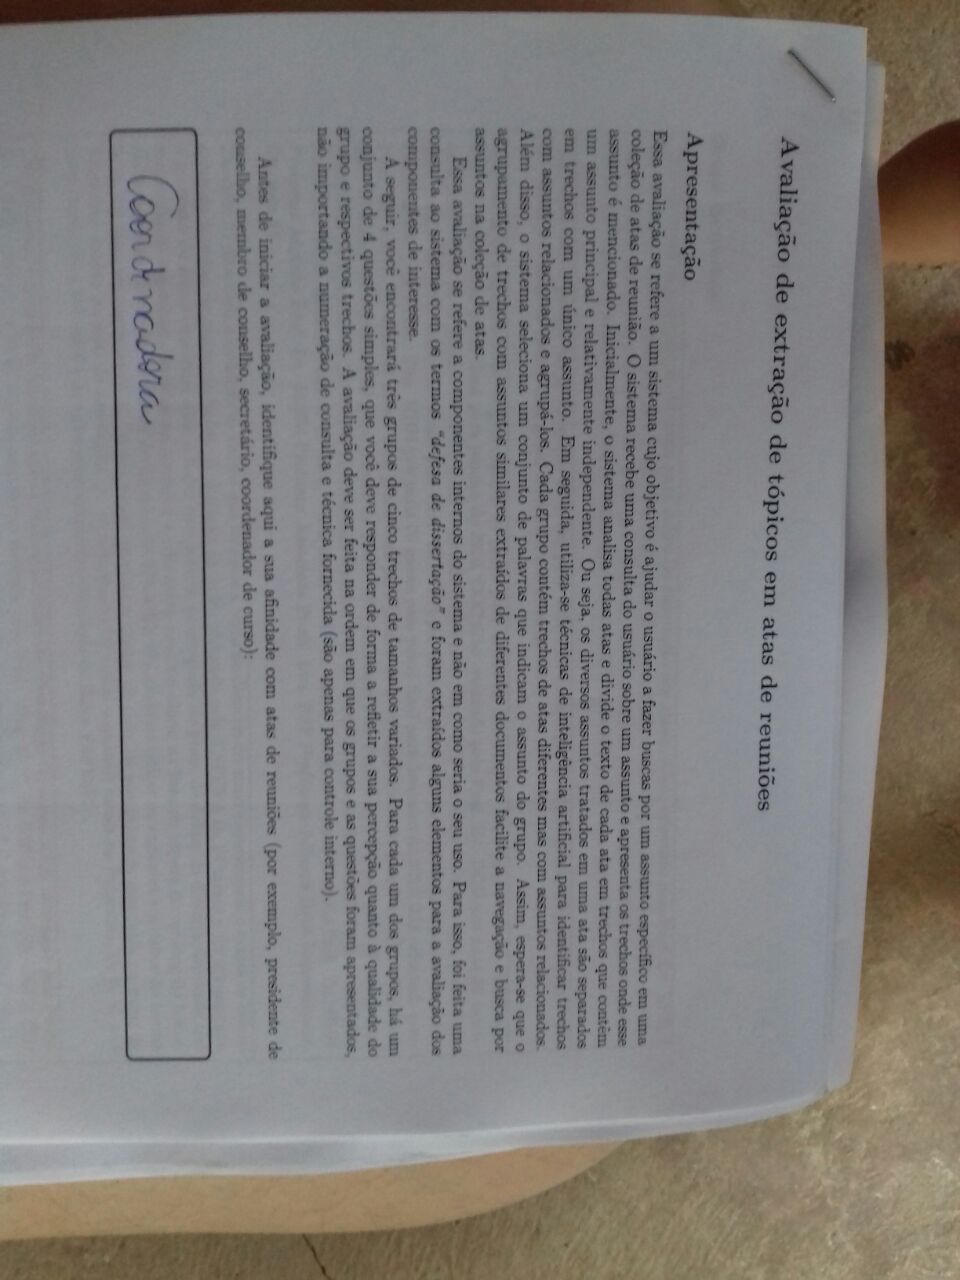 Avaliação de extração de tópicos em atas de reuniões
Apresentação
Essa avaliação se refere a um sistema cujo objetivo é ajudar o usuário a fazer buscas por um assunto específico em uma
coleção de atas de reunião. O sistema recebe uma consulta do usuário sobre um assunto e apresenta os trechos onde esse
assunto é mencionado. Inicialmente, o sistema analisa todas atas e divide o texto de cada ata em trechos que contêm
um assunto principal e relativamente independente. Ou seja, os diversos assuntos tratados em uma ata são separados
em trechos com um único assunto. Em seguida, utiliza-se técnicas de inteligência artificial para identificar trechos
com assuntos relacionados e agrupá-los. Cada grupo contém trechos de atas diferentes mas com assuntos relacionados.
Além disso, o sistema seleciona um conjunto de palavras que indicam o assunto do grupo. Assim, espera-se que o
agrupamento de trechos com assuntos similares extraídos de diferentes documentos facilite a navegação e busca por
assuntos na coleção de atas.
Essa avaliação se refere a componentes internos do sistema e não em como seria o seu uso. Para isso, foi feita uma
consulta ao sistema com os termos "defesa de dissertação" e foram extraídos alguns elementos para a avaliação dos
componentes de interesse.
A seguir, você encontrará três grupos de cinco trechos de tamanhos variados. Para cada um dos grupos, há um
conjunto de 4 questões simples, que você deve responder de forma a refletir a sua percepção quanto à qualidade do
grupo e respectivos trechos. A avaliação deve ser feita na ordem em que os grupos e as questões foram apresentados,
não importando a numeração de consulta e técnica fornecida (são apenas para controle interno).
Antes de iniciar a avaliação, identifique aqui a sua afinidade com atas de reuniões (por exemplo, presidente de
conselho, membro de conselho, secretário, coordenador de curso):
Coordenadora